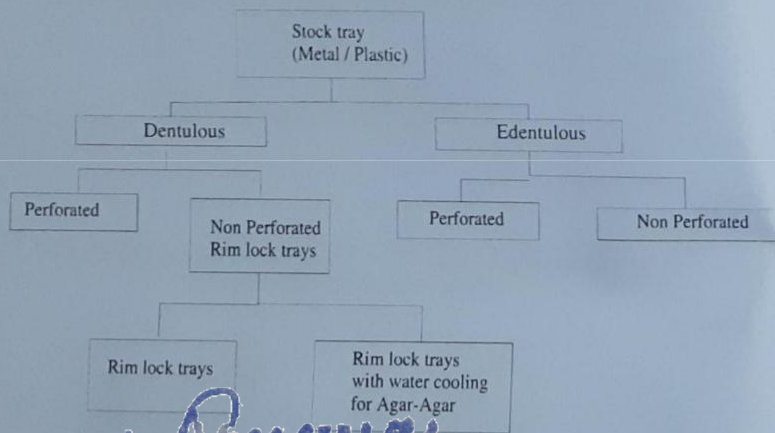 Stock tray
(Metal / Plastic)
Dentulous
Edentulous
Perforated
Non Perforated
Rim lock trays
Perforated
Non Perforated
Rim lock trays
Rim lock trays
with water cooling
for Agar-Agar